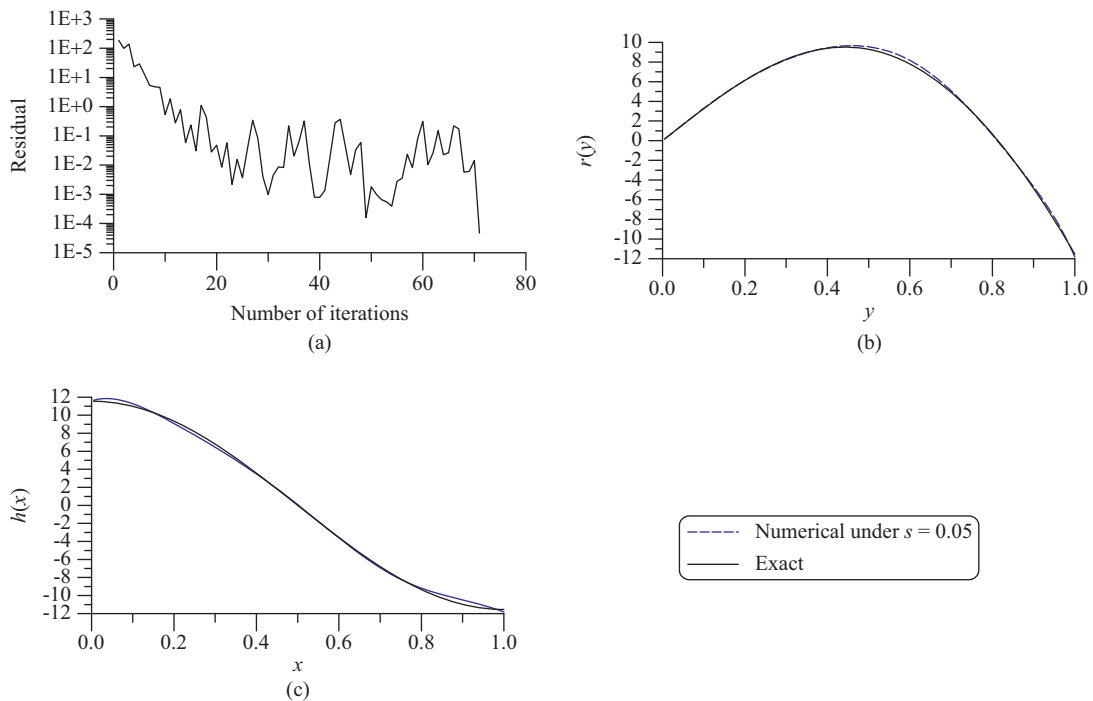 1E+3
1E+2
1E+1
1E+0
1E-1
1E-2
1E-3
1E-4
1E-5
Residual
0
20
40
60
80
Number of iterations
(a)
10
8
6
4
2
0
-2
-4
-6
-8
-10
-12
r(y)
0.0
0.2
0.4
0.6
0.8
1.0
y
(b)
12
10
8
6
4
2
0
-2
-4
-6
-8
-10
-12
h(x)
0.0
0.2
0.4
0.6
0.8
1.0
x
(c)
Numerical under s = 0.05
Exact